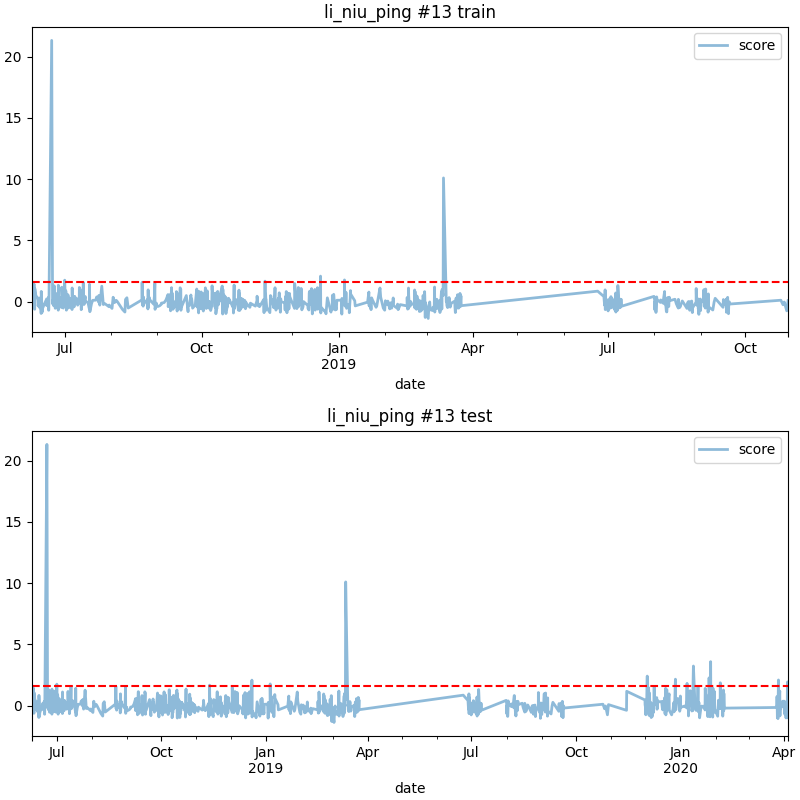 li_niu_ping #13 train
score
20
15
10
5
0
Jul
Oct
Jan
2019
Apr
Jul
Oct
date
li_niu_ping #13 test
score
20
15
10
5
0
Jul
Oct
Jan
2019
Apr
Jul
Oct
Jan
2020
Apr
date